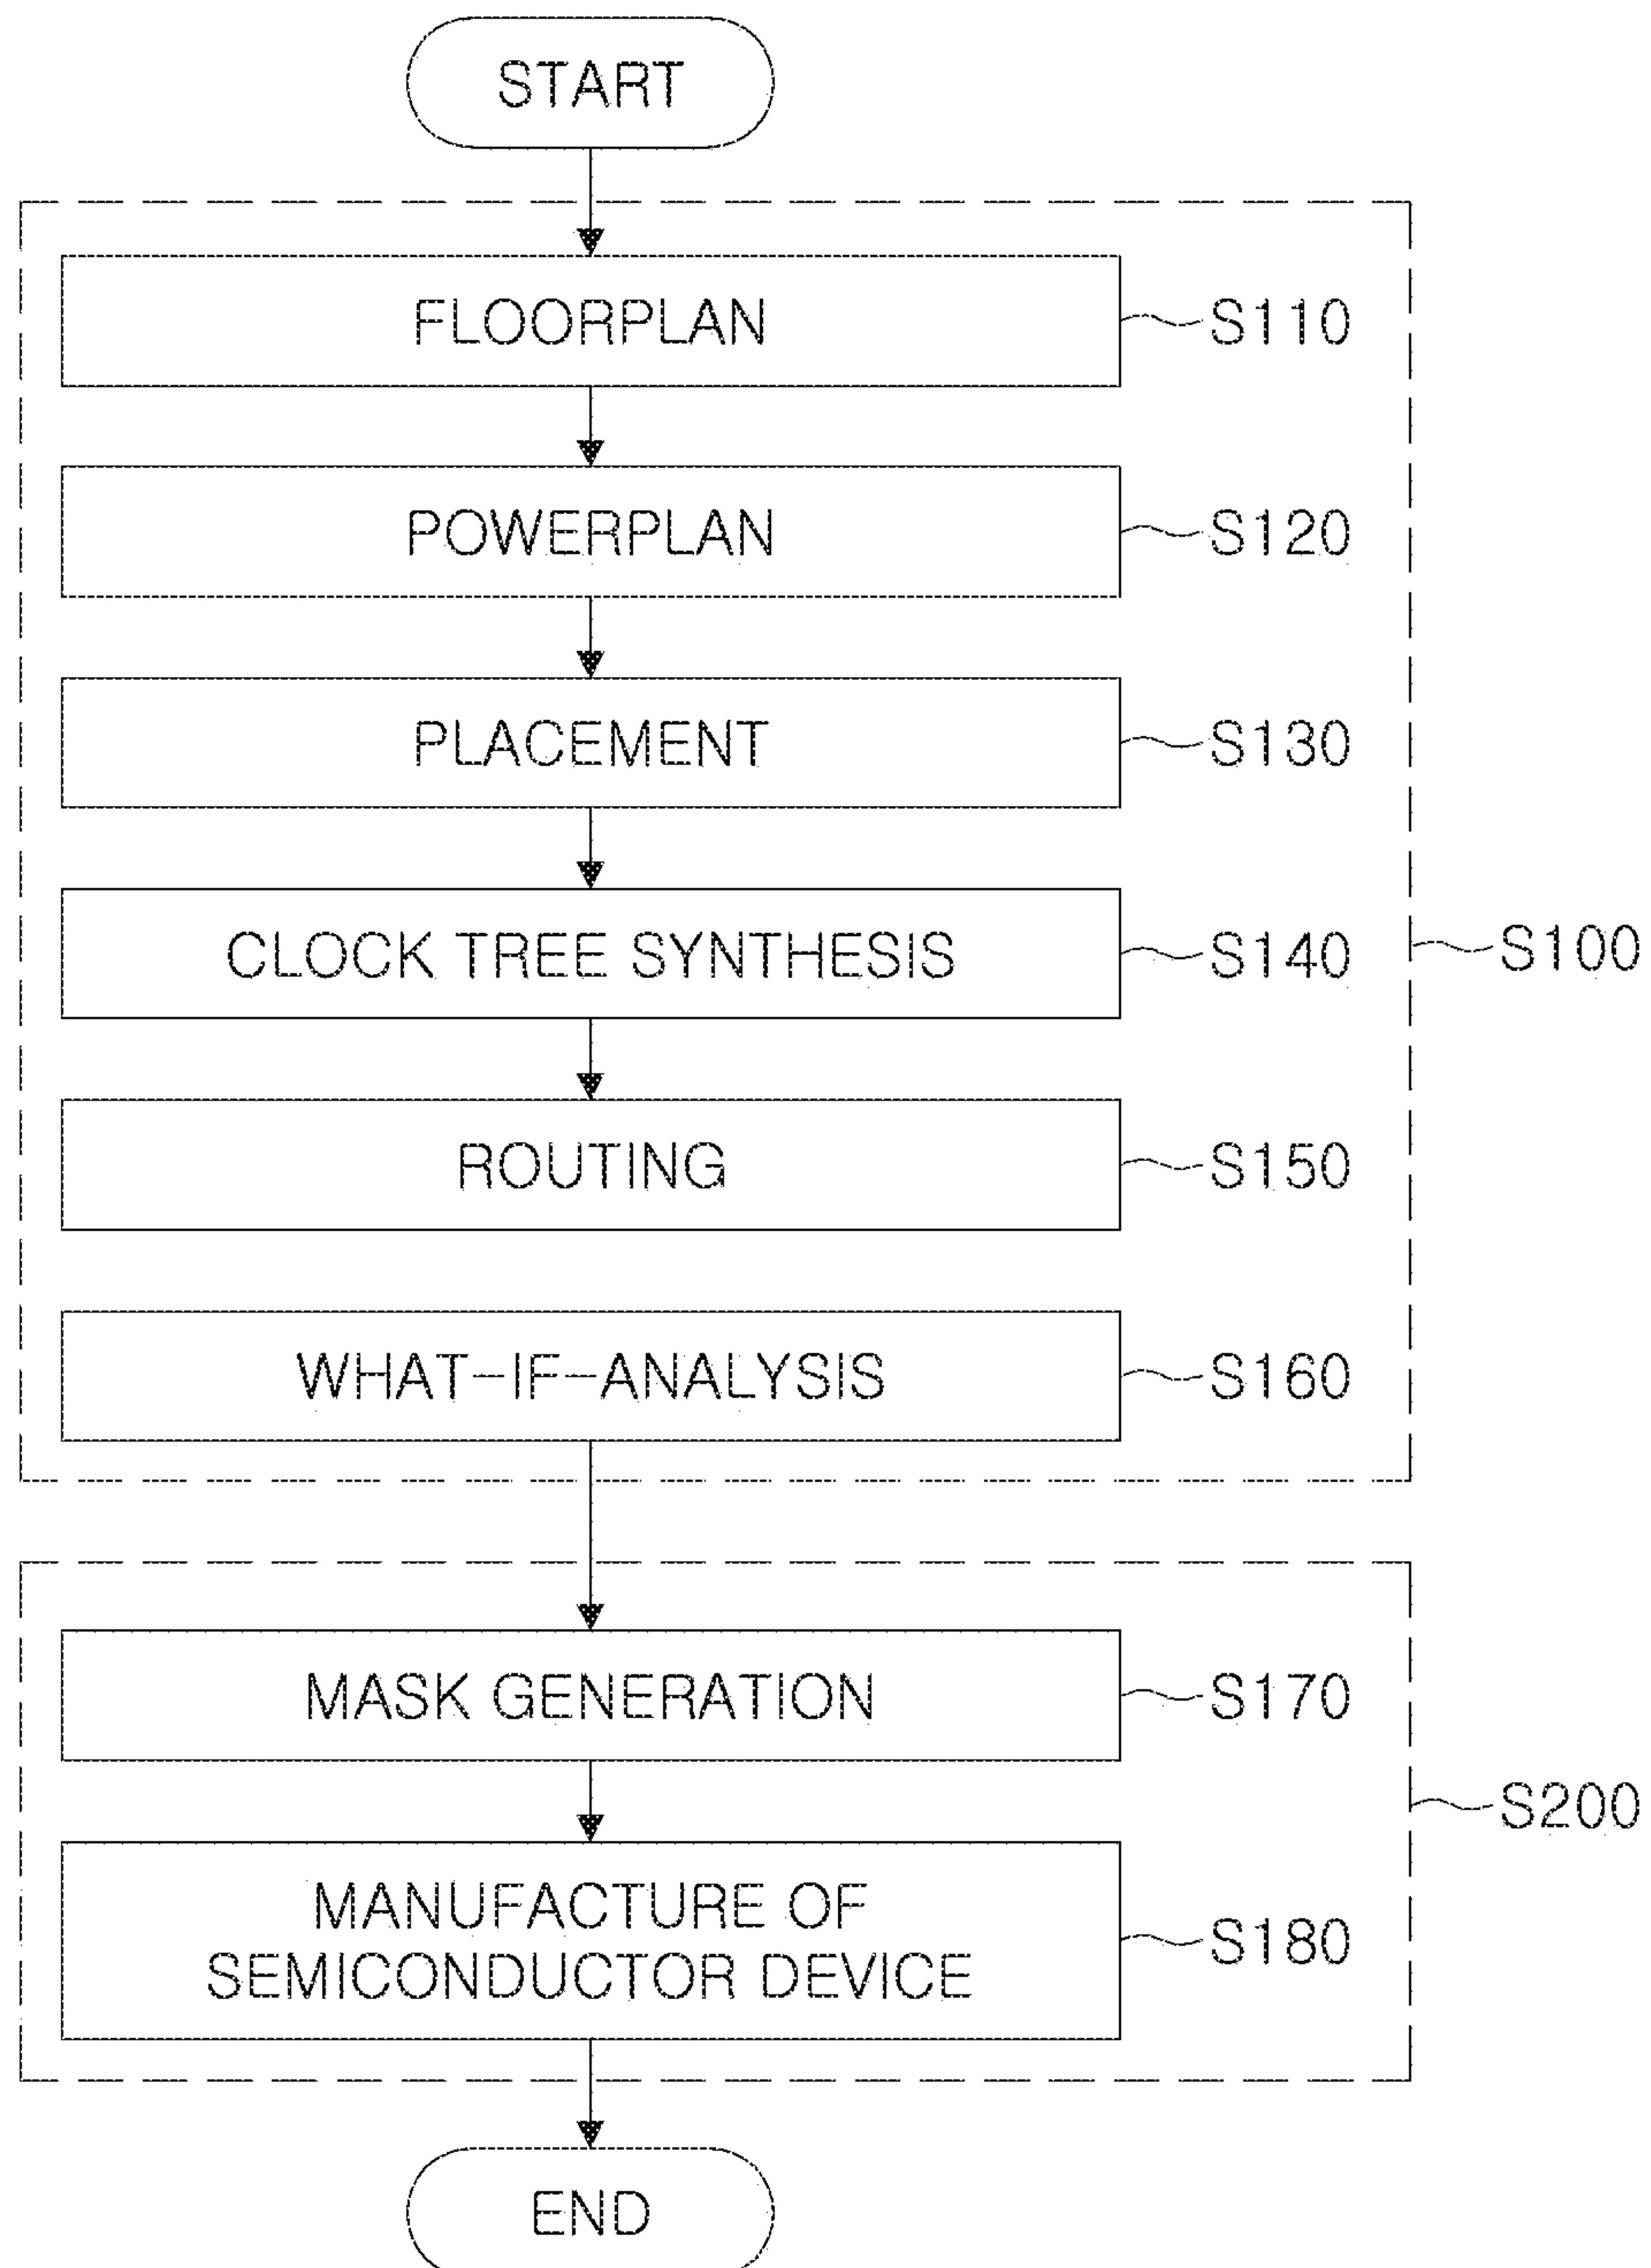 START
FLOORPLAN
S110
POWERPLAN
S120
PLACEMENT
S130
CLOCK TREE SYNTHESIS
S140
S100
ROUTING
S150
WHAT-IF-ANALYSIS
S160
MASK GENERATION
S170
S200
MANUFACTURE OF
SEMICONDUCTOR DEVICE
S180
END